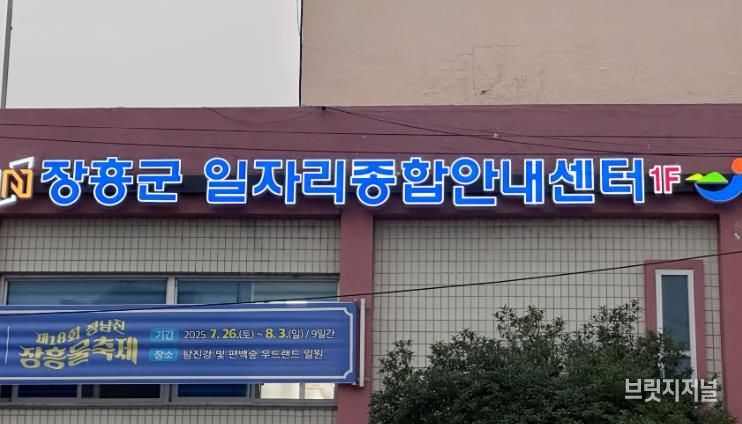 장흥군 일자리종합안내센터 1F
제18회 정남진
장흥물축제
기간 2025. 7. 26.(토) ~ 8. 3.(일) / 9일간
장소 탐진강 및 편백숲 우드랜드 일원
브릿지저널